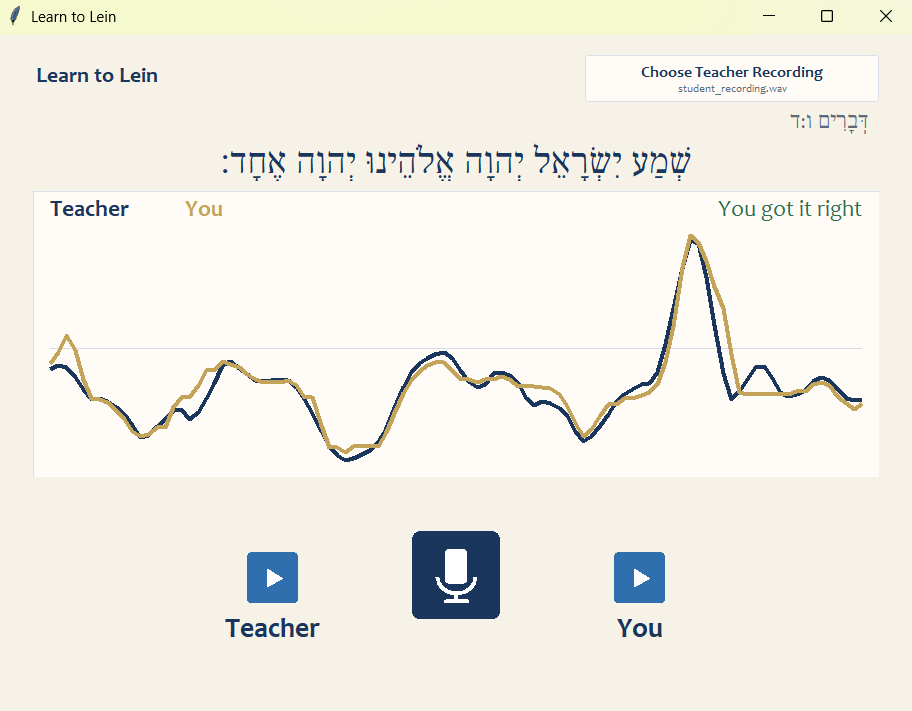 Learn to Lein
Learn to Lein
Choose Teacher Recording
student_recording.wav
דְּבָרִים ו:ד
שְׁמַע יִשְׂרָאֵל יְהוָה אֱלֹהֵינוּ יְהוָה אֶחָד:
Teacher You You got it right
Teacher You